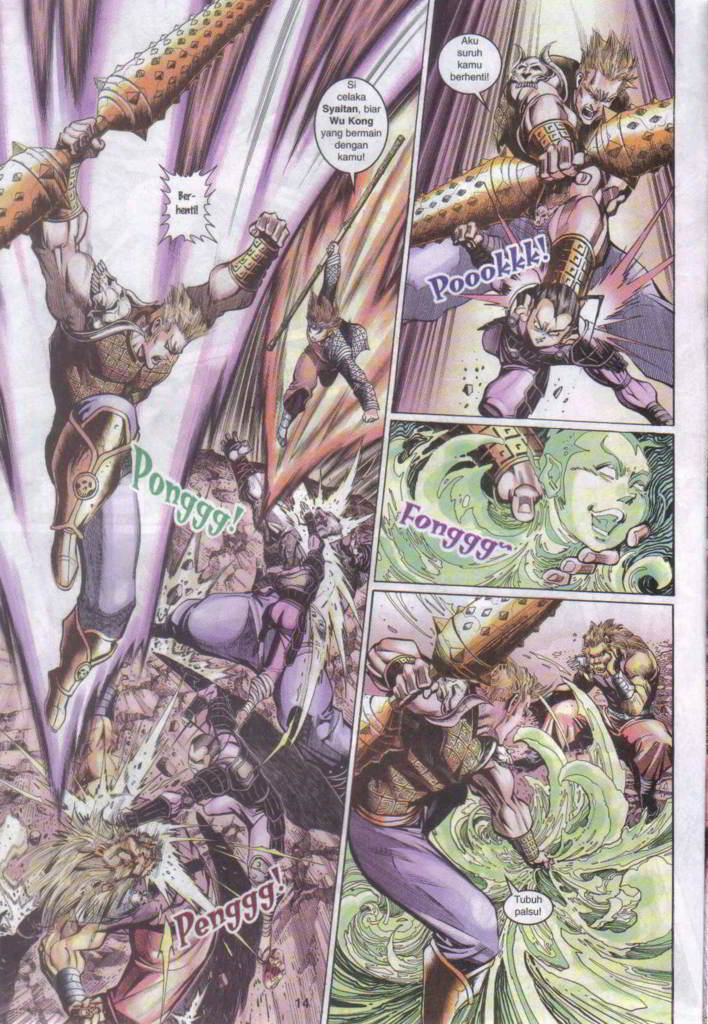 Ber-
henti!
Si
celaka
Syaitan, biar
Wu Kong
yang bermain
dengan
kamu!
Ponggg!
Penggg!
Aku
suruh
kamu
berhenti!
Poookkk!
Fonggg~
Tubuh
palsu!
14